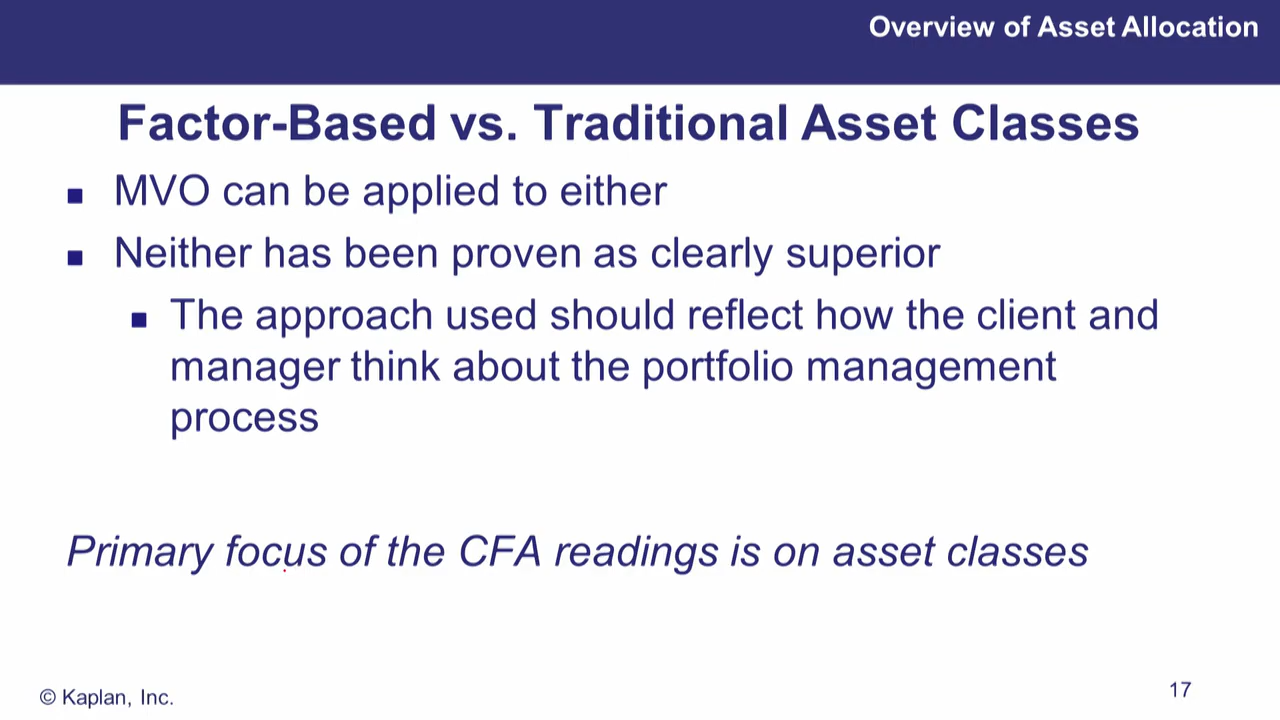 Overview of Asset Allocation
Factor-Based vs. Traditional Asset Classes
MVO can be applied to either
Neither has been proven as clearly superior
The approach used should reflect how the client and
manager think about the portfolio management
process
Primary focus of the CFA readings is on asset classes
© Kaplan, Inc.
17